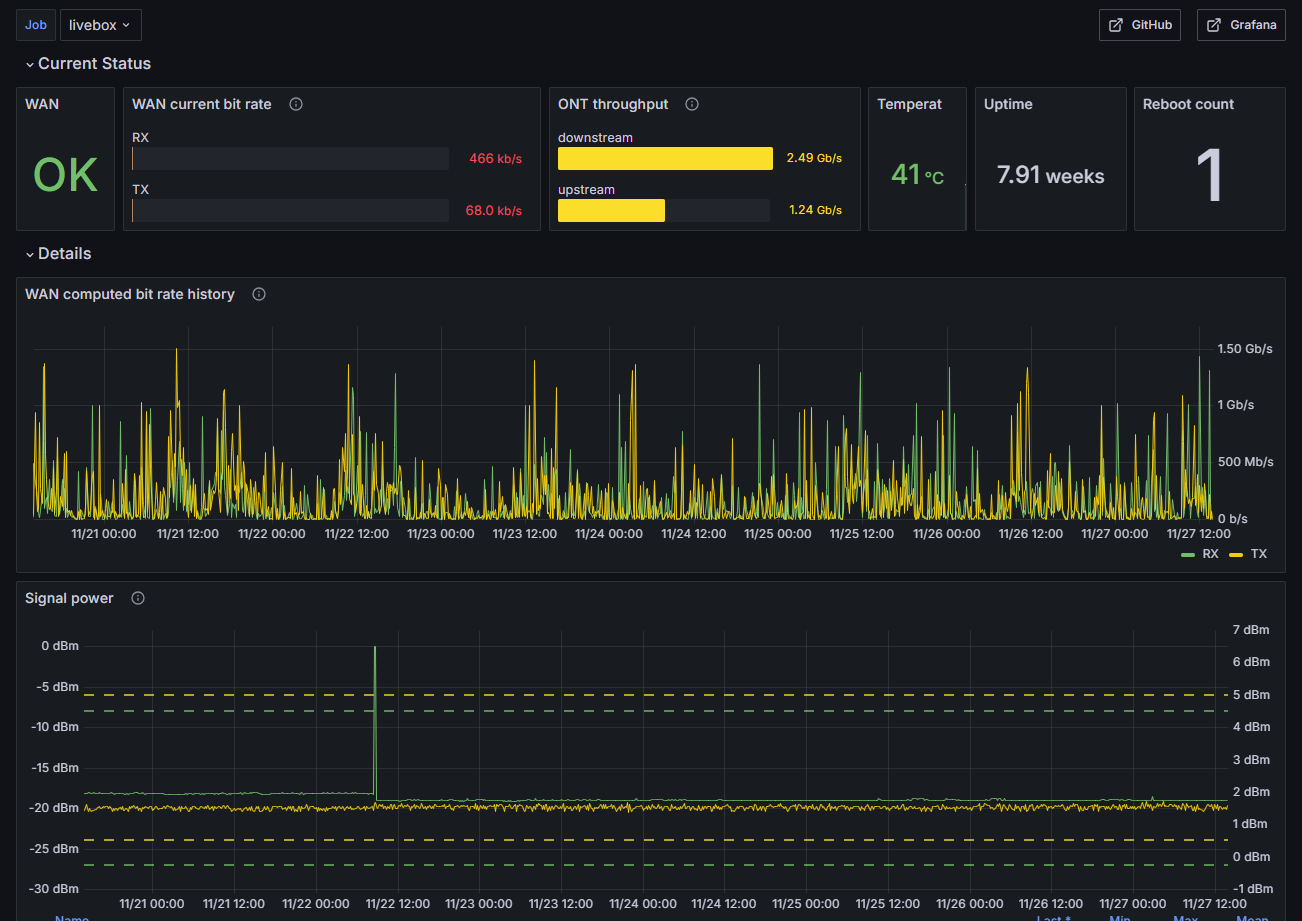 Job livebox GitHub Grafana
Current Status
WAN WAN current bit rate ONT throughput Temperat Uptime Reboot count
RX downstream
466 kb/s 2.49 Gb/s
OK 41 °C 7.91 weeks 1
TX upstream
68.0 kb/s 1.24 Gb/s
Details
WAN computed bit rate history
1.50 Gb/s
1 Gb/s
500 Mb/s
0 b/s
11/21 00:00 11/21 12:00 11/22 00:00 11/22 12:00 11/23 00:00 11/23 12:00 11/24 00:00 11/24 12:00 11/25 00:00 11/25 12:00 11/26 00:00 11/26 12:00 11/27 00:00 11/27 12:00
RX TX
Signal power
7 dBm
0 dBm
6 dBm
-5 dBm 5 dBm
-10 dBm 4 dBm
3 dBm
-15 dBm
2 dBm
-20 dBm
1 dBm
-25 dBm
0 dBm
-30 dBm -1 dBm
11/21 00:00 11/21 12:00 11/22 00:00 11/22 12:00 11/23 00:00 11/23 12:00 11/24 00:00 11/24 12:00 11/25 00:00 11/25 12:00 11/26 00:00 11/26 12:00 11/27 00:00 11/27 12:00
Name Last * Min Max Mean